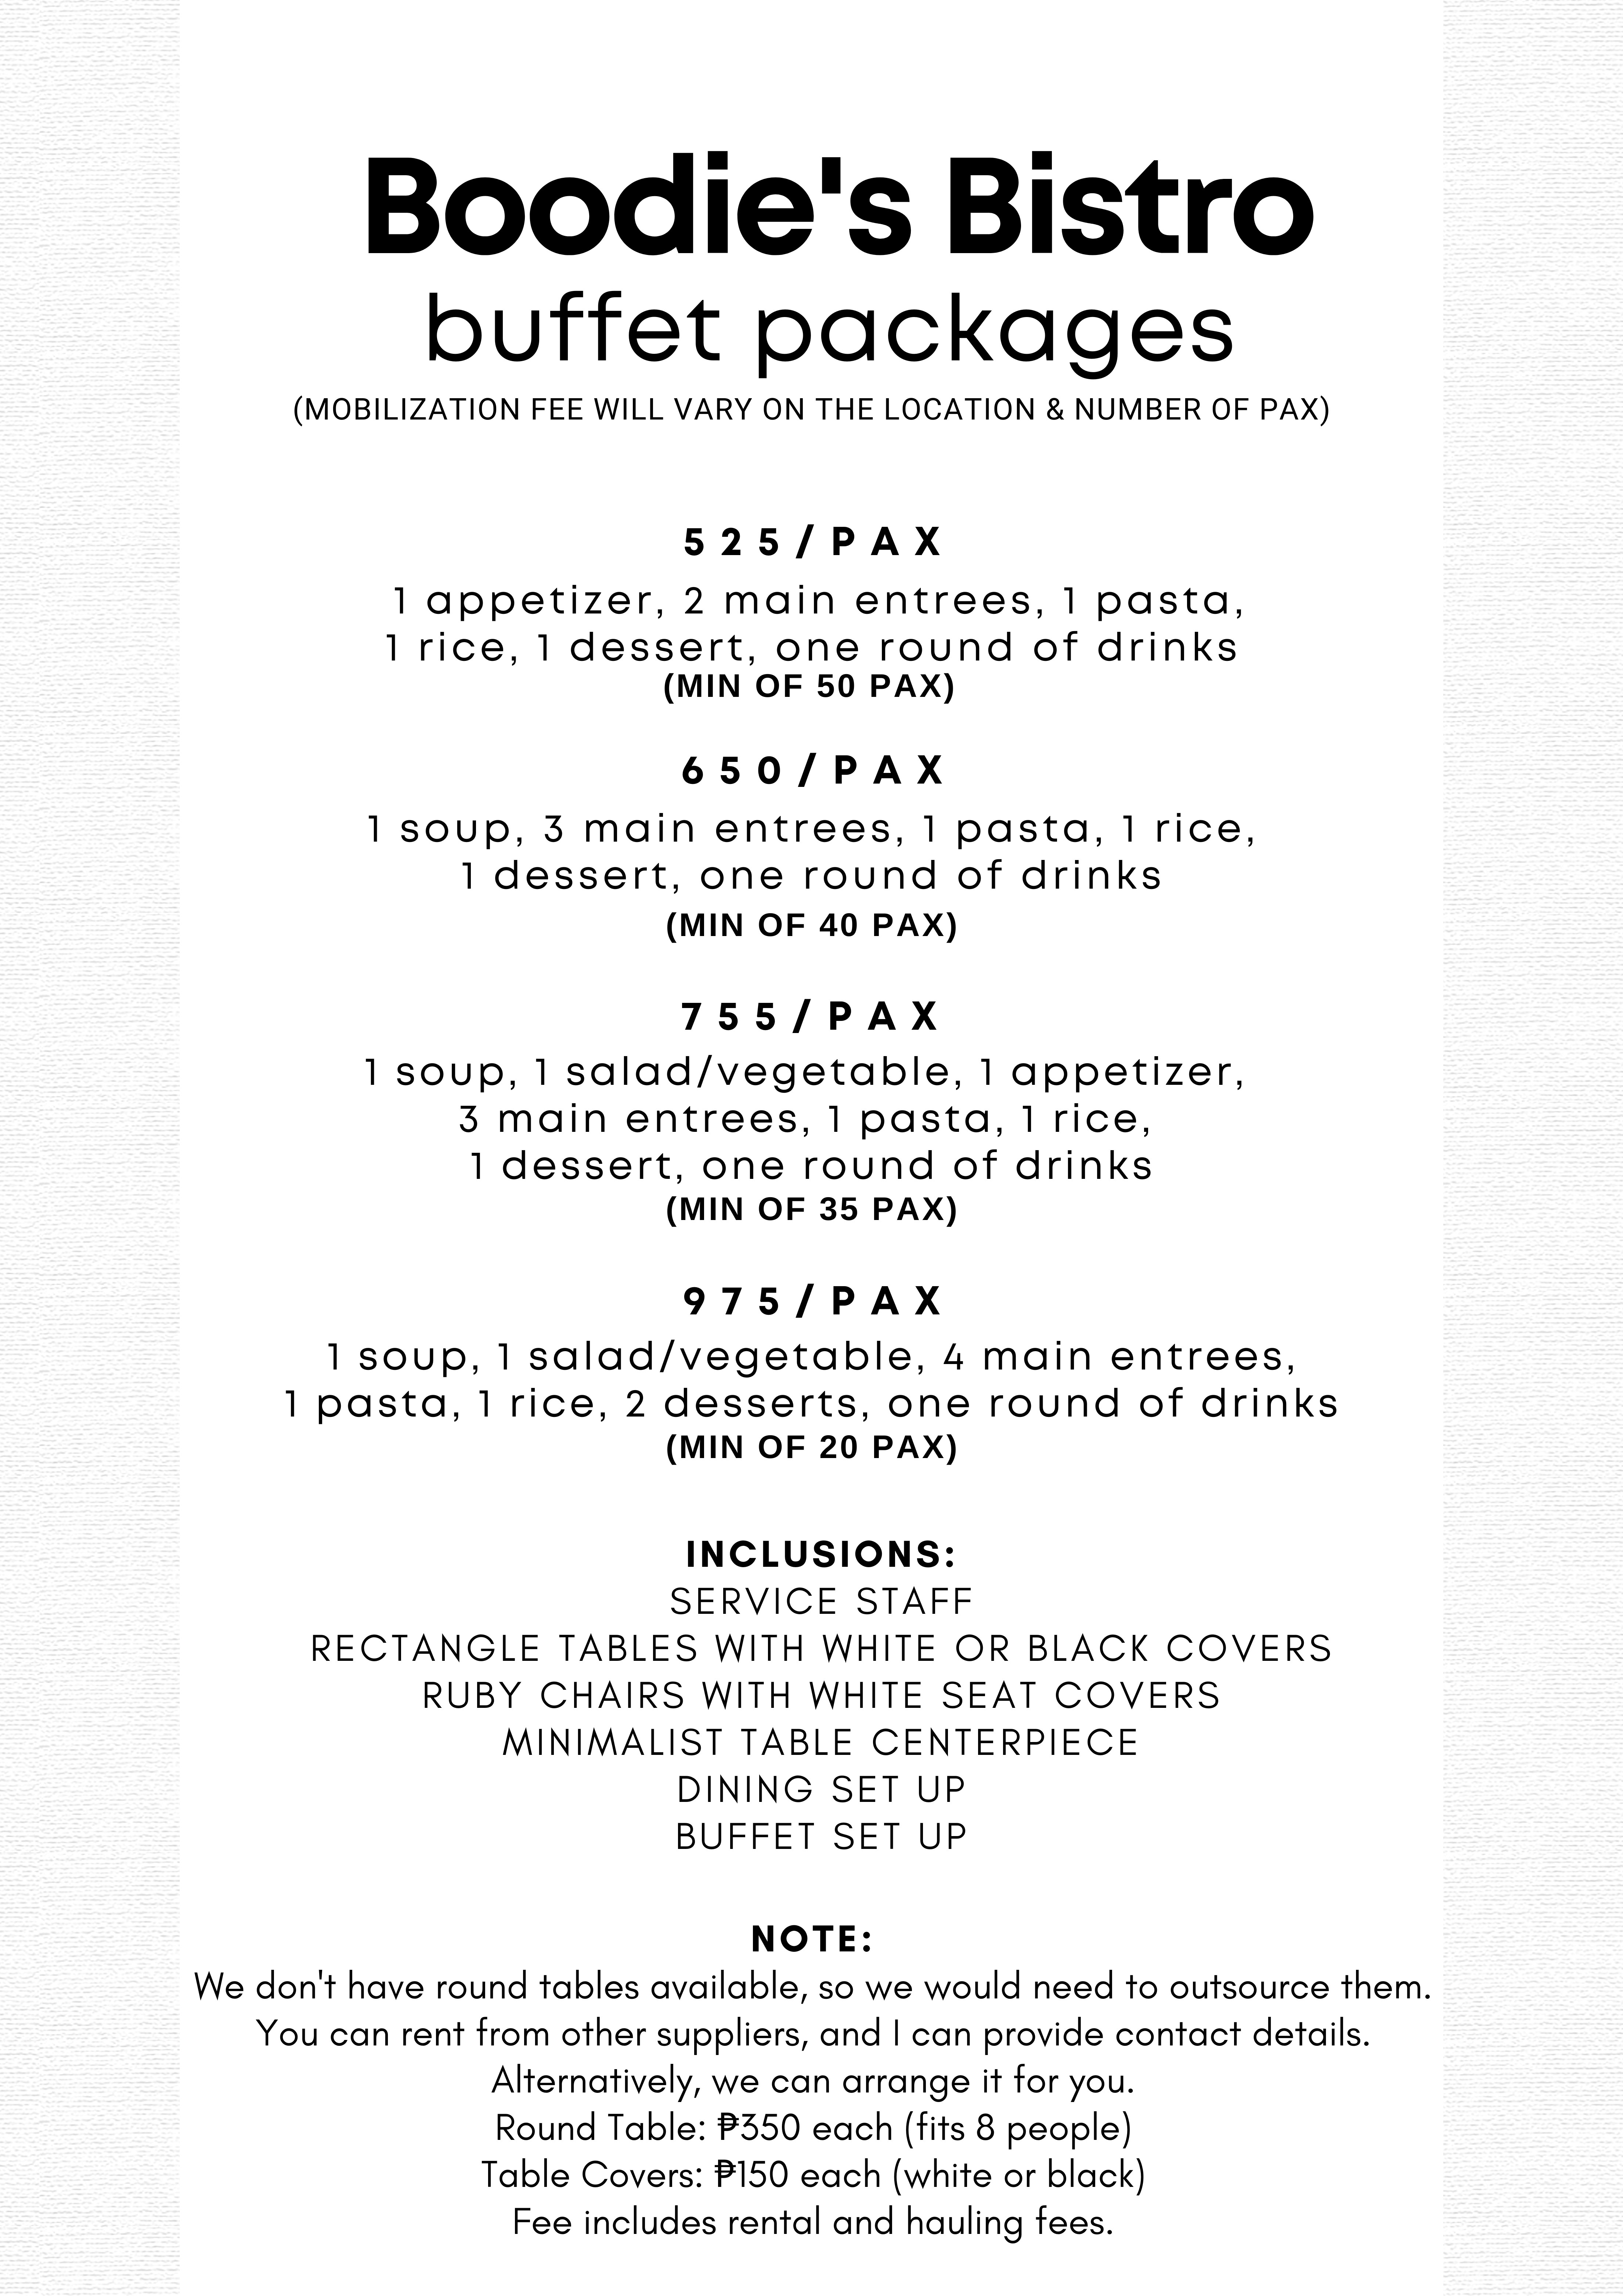 Boodie's Bistro
buffet packages
(MOBILIZATION FEE WILL VARY ON THE LOCATION & NUMBER OF PAX)
525/PAX
1 appetizer, 2 main entrees, 1 pasta,
1 rice, 1 dessert, one round of drinks
(MIN OF 50 PAX)
650/PAX
1 soup, 3 main entrees, 1 pasta, 1 rice,
1 dessert, one round of drinks
(MIN OF 40 PAX)
755/PAX
1 soup, 1 salad/vegetable, 1 appetizer,
3 main entrees, 1 pasta, 1 rice,
1 dessert, one round of drinks
(MIN OF 35 PAX)
975/PAX
1 soup, 1 salad/vegetable, 4 main entrees,
1 pasta, 1 rice, 2 desserts, one round of drinks
(MIN OF 20 PAX)
INCLUSIONS:
SERVICE STAFF
RECTANGLE TABLES WITH WHITE OR BLACK COVERS
RUBY CHAIRS WITH WHITE SEAT COVERS
MINIMALIST TABLE CENTERPIECE
DINING SET UP
BUFFET SET UP
NOTE:
We don't have round tables available, so we would need to outsource them.
You can rent from other suppliers, and I can provide contact details.
Alternatively, we can arrange it for you.
Round Table: ₱350 each (fits 8 people)
Table Covers: ₱150 each (white or black)
Fee includes rental and hauling fees.